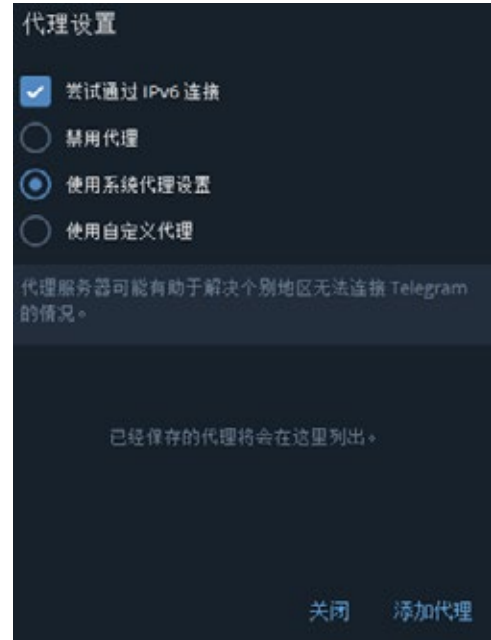 代理设置
尝试通过 IPv6 连接
禁用代理
使用系统代理设置
使用自定义代理
代理服务器可能有助于解决个别地区无法连接 Telegram
的情况。
已经保存的代理将会在这里列出。
关闭 添加代理